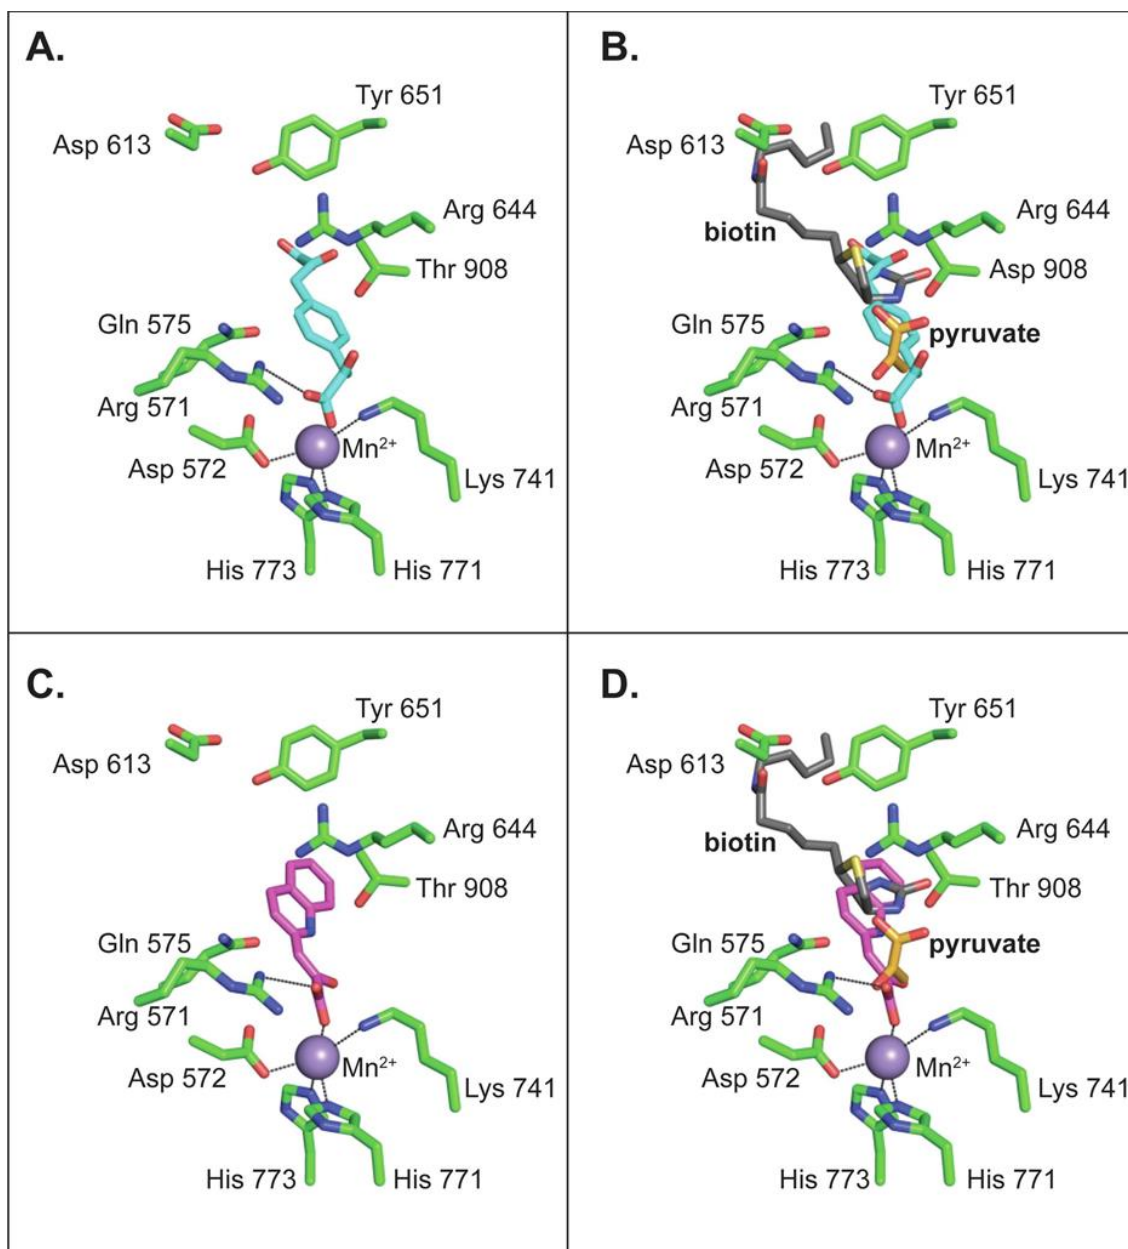 A.
Tyr 651
Asp 613
Arg 644
Thr 908
Gln 575
Arg 571
Asp 572
Mn2+
Lys 741
His 773
His 771
B.
Tyr 651
Asp 613
Arg 644
biotin
Asp 908
Gln 575
pyruvate
Arg 571
Asp 572
Mn2+
Lys 741
His 773
His 771
C.
Tyr 651
Asp 613
Arg 644
Thr 908
Gln 575
Arg 571
Asp 572
Mn2+
Lys 741
His 773
His 771
D.
Tyr 651
Asp 613
Arg 644
biotin
Thr 908
Gln 575
pyruvate
Arg 571
Asp 572
Mn2+
Lys 741
His 773
His 771